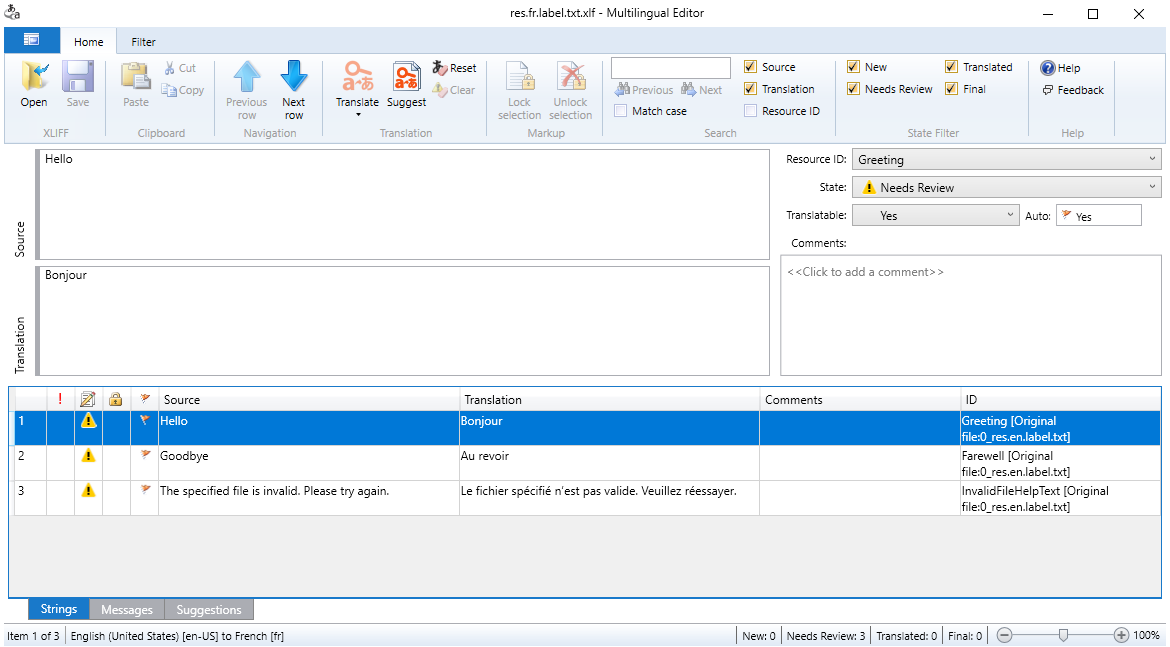 res.fr.label.txt.xlf - Multilingual Editor
Home Filter
Open Save
XLIFF
Paste Cut
Copy
Clipboard
Previous row Next row
Navigation
Translate Suggest Reset
Clear
Translation
Lock selection Unlock selection
Markup
Previous Next
Match case
Source
Translation
Resource ID
Search
New Translated
Needs Review Final
State Filter
Help
Feedback
Help
Source
Hello
Translation
Bonjour
Resource ID: Greeting
State: Needs Review
Translatable: Yes Auto: Yes
Comments:
<<Click to add a comment>>
! Source Translation Comments ID
1 Hello Bonjour Greeting [Original
file:0_res.en.label.txt]
2 Goodbye Au revoir Farewell [Original
file:0_res.en.label.txt]
3 The specified file is invalid. Please try again. Le fichier spécifié n'est pas valide. Veuillez réessayer. InvalidFileHelpText [Original
file:0_res.en.label.txt]
Strings Messages Suggestions
Item 1 of 3 English (United States) [en-US] to French [fr] New: 0 Needs Review: 3 Translated: 0 Final: 0 100%